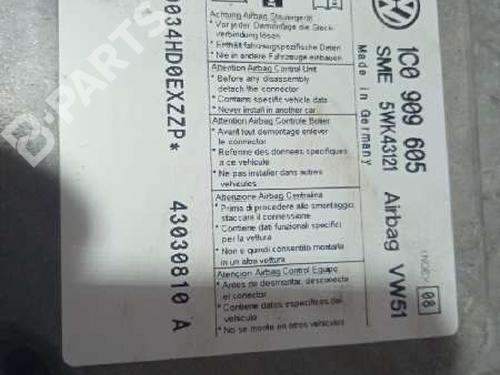 Achtung Airbag Steuergerät
* Vor jeder Demontage die Steck-
verbindung lösen
* Enthält fahrzeugspezifische Daten
* Nie in andere Fahrzeuge einbauen
Attention Airbag Control Unit
* Before any disassembly
detach the connector
* Contains specific vehicle data
* Never install in another car
Attention Airbag Controle Boitier
* Avant tout demontage enlever
le connector
* Referme des donnees specifiques
a ce vehicule
* Ne pas installer dans autres
vehicules
Attenzione Airbag Centralina
* Prima di procedere allo smontaggio
staccare il connessione
* Contiene dati funzionali specifici
per la vettura
* Non e quindi consentito montarla
in un altra vettura
Atencion Airbag Control Equipo
* Antes de desmontar, desconecta
el conector
* Contiene datos especificos del
vehiculo
* No se monte en otros vehiculos
1C0 909 605
SME 5WK43121
Made in Germany
Airbag VW51
INDEX 08
0034HD0EXZZP*
43030810 A
PARTS